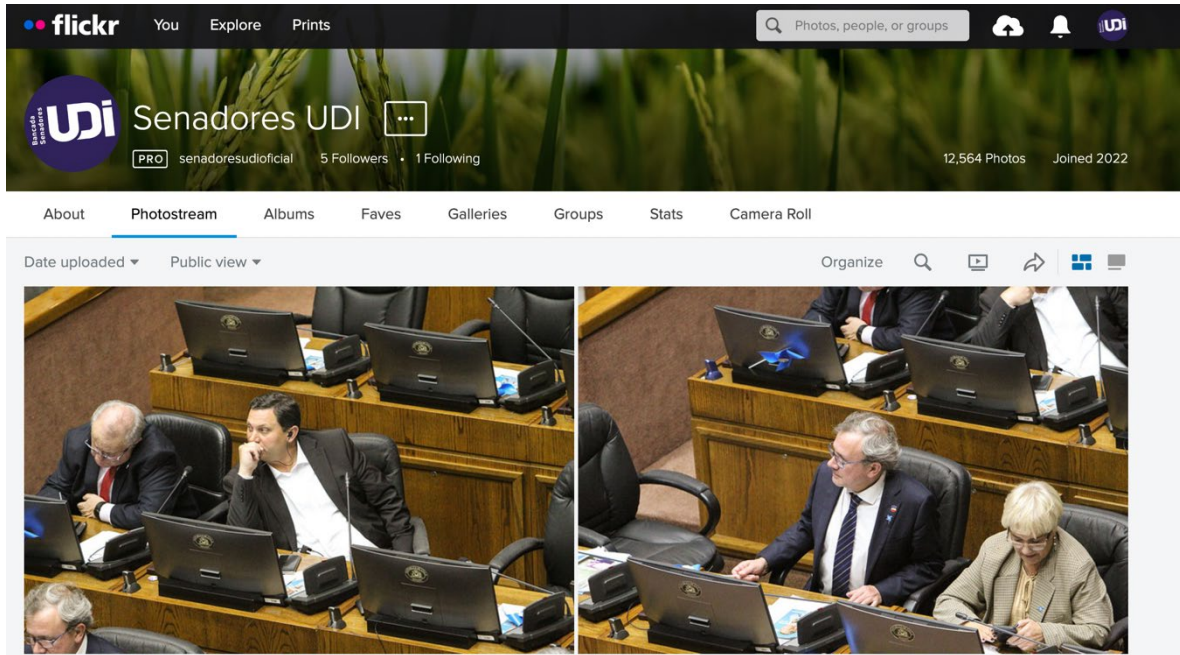 flickr You Explore Prints Photos, people, or groups UDi
Bancada Senadores UDi
Senadores UDI ...
PRO senadoresudioficial 5 Followers • 1 Following 12,564 Photos Joined 2022
About Photostream Albums Faves Galleries Groups Stats Camera Roll
Date uploaded Public view Organize